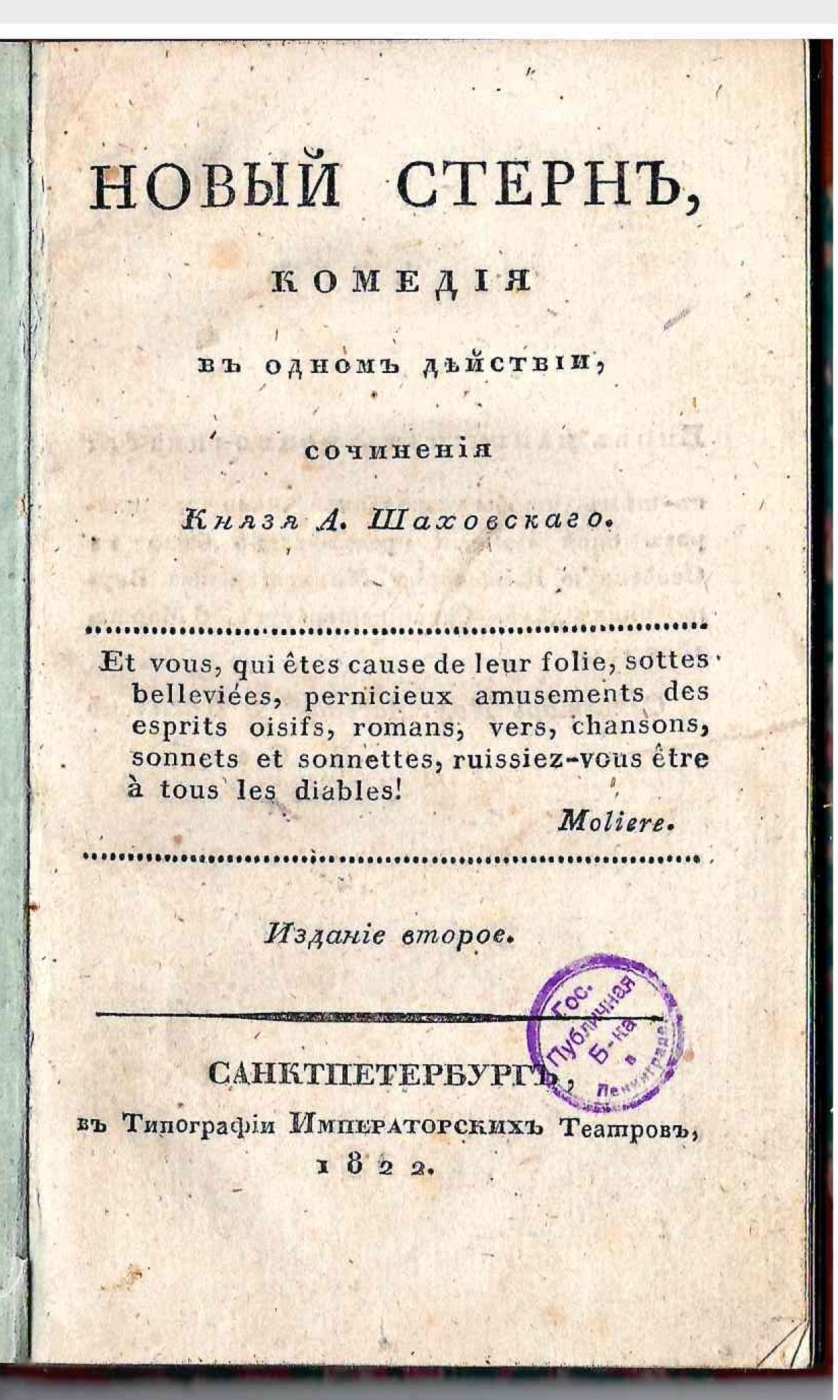 НОВЫЙ СТЕРНЪ,
КОМЕДІЯ
въ одномъ дѣйствіи,
сочиненія
Князя А. Шаховскаго.
Et vous, qui êtes cause de leur folie, sottes
belleviées, pernicieux amusements des
esprits oisifs, romans, vers, chansons,
sonnets et sonnettes, ruissiez-vous être
à tous les diables!
Moliere.
Изданіе второе.
Гос.
Публичная
Б-ка
в
Ленинграде
САНКТПЕТЕРБУРГЪ,
въ Типографіи ИМПЕРАТОРСКИХЪ Театровъ,
1822.